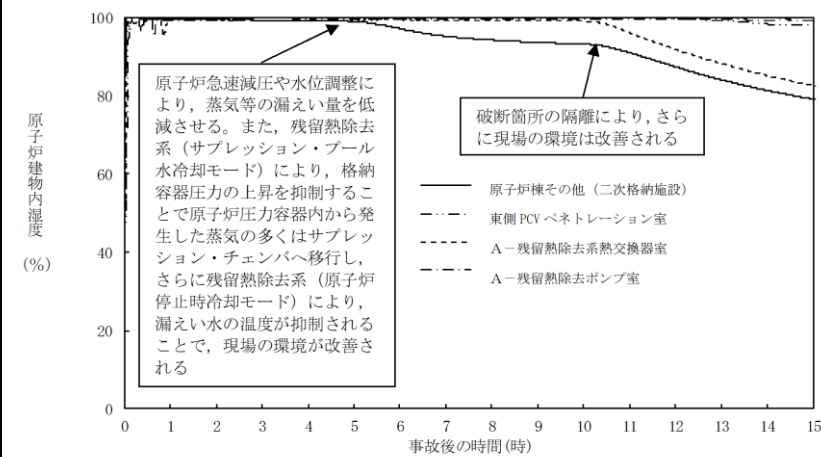 100
80
60
40
20
0
原子炉建物内湿度
(%)
原子炉急速減圧や水位調整に
より，蒸気等の漏えい量を低
減させる。また，残留熱除去
系（サプレッション・プール
水冷却モード）により，格納
容器圧力の上昇を抑制するこ
とで原子炉圧力容器内から発
生した蒸気の多くはサプレッ
ション・チェンバへ移行し，
さらに残留熱除去系（原子炉
停止時冷却モード）により，
漏えい水の温度が抑制される
ことで，現場の環境が改善さ
れる
破断箇所の隔離により，さら
に現場の環境は改善される
原子炉棟その他（二次格納施設）
東側 PCV ペネトレーション室
A－残留熱除去系熱交換器室
A－残留熱除去ポンプ室
0 1 2 3 4 5 6 7 8 9 10 11 12 13 14 15
事故後の時間(時)